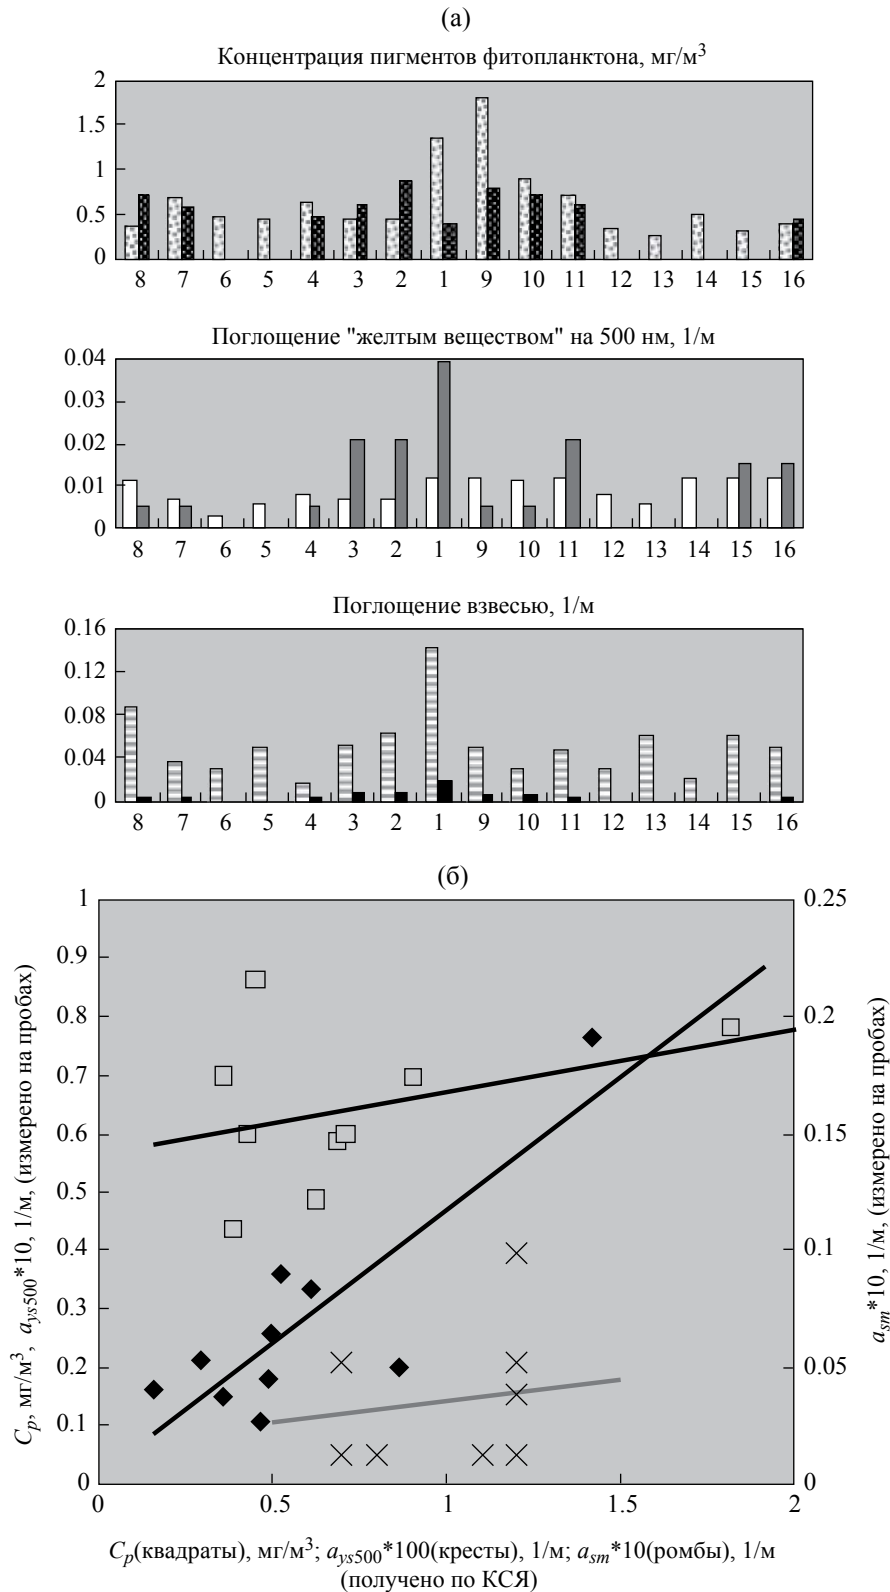 (а)
Концентрация пигментов фитопланктона, мг/м3
2
1.5
1
0.5
0
8 7 6 5 4 3 2 1 9 10 11 12 13 14 15 16
Поглощение "желтым веществом" на 500 нм, 1/м
0.04
0.03
0.02
0.01
0
8 7 6 5 4 3 2 1 9 10 11 12 13 14 15 16
Поглощение взвесью, 1/м
0.16
0.12
0.08
0.04
0
8 7 6 5 4 3 2 1 9 10 11 12 13 14 15 16
(б)
1
0.9
0.8
0.7
0.6
0.5
0.4
0.3
0.2
0.1
0
Cp, мг/м3, ays500*10, 1/м, (измерено на пробах)
0.25
0.2
0.15
0.1
0.05
0
asm*10, 1/м, (измерено на пробах)
0 0.5 1 1.5 2
Cp(квадраты), мг/м3; ays500*100(кресты), 1/м; asm*10(ромбы), 1/м
(получено по КСЯ)